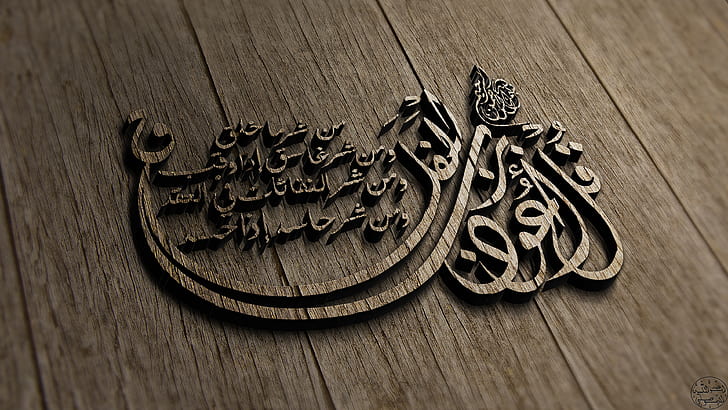 قل أعوذ برب الفلق
من شر ما خلق
ومن شر غاسق إذا وقب
ومن شر النفاثات في العقد
ومن شر حاسد إذا حسد